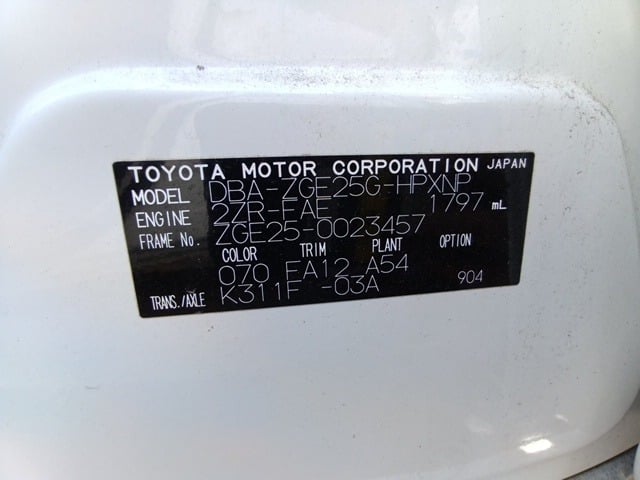 TOYOTA MOTOR CORPORATION JAPAN
MODEL DBA-ZGE25G-HPXNP
ENGINE 2ZR-FAE 1797 mL
FRAME No. ZGE25-0023457
COLOR TRIM PLANT OPTION
070 FA12 A54
TRANS./AXLE K311F -03A 904